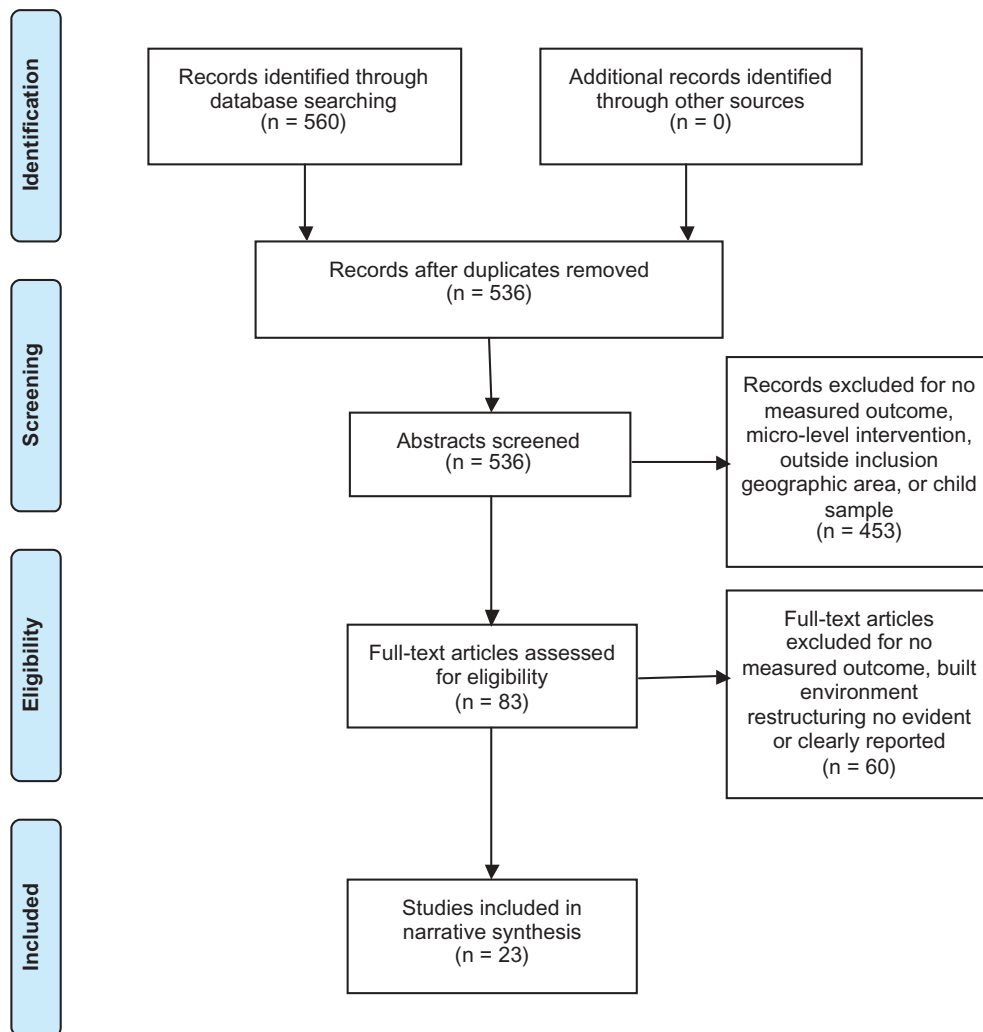 Identification
Records identified through
database searching
(n = 560)
Additional records identified
through other sources
(n = 0)
Records after duplicates removed
(n = 536)
Screening
Abstracts screened
(n = 536)
Records excluded for no
measured outcome,
micro-level intervention,
outside inclusion
geographic area, or child
sample
(n = 453)
Eligibility
Full-text articles assessed
for eligibility
(n = 83)
Full-text articles
excluded for no
measured outcome, built
environment
restructuring no evident
or clearly reported
(n = 60)
Included
Studies included in
narrative synthesis
(n = 23)